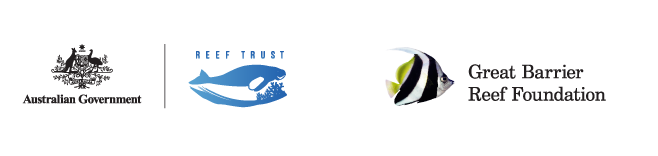 REEF TRUST
Australian Government
Great Barrier
Reef Foundation